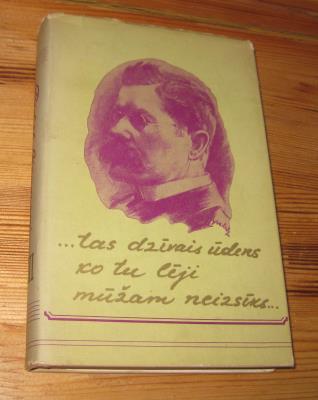 ...tas dzīvais ūdens
ko tu lēji
mūžam neizsīks...